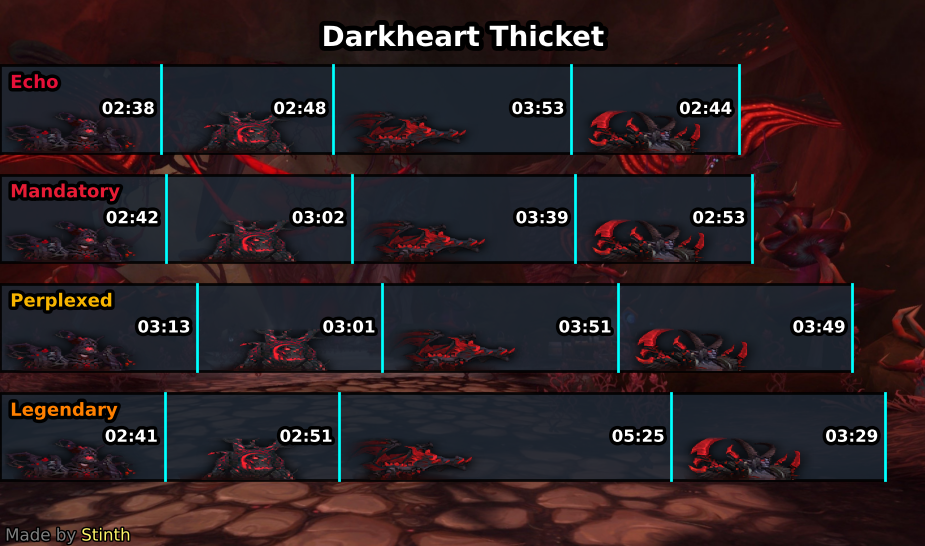 Darkheart Thicket
Echo
02:38 02:48 03:53 02:44
Mandatory
02:42 03:02 03:39 02:53
Perplexed
03:13 03:01 03:51 03:49
Legendary
02:41 02:51 05:25 03:29
Made by Stinth